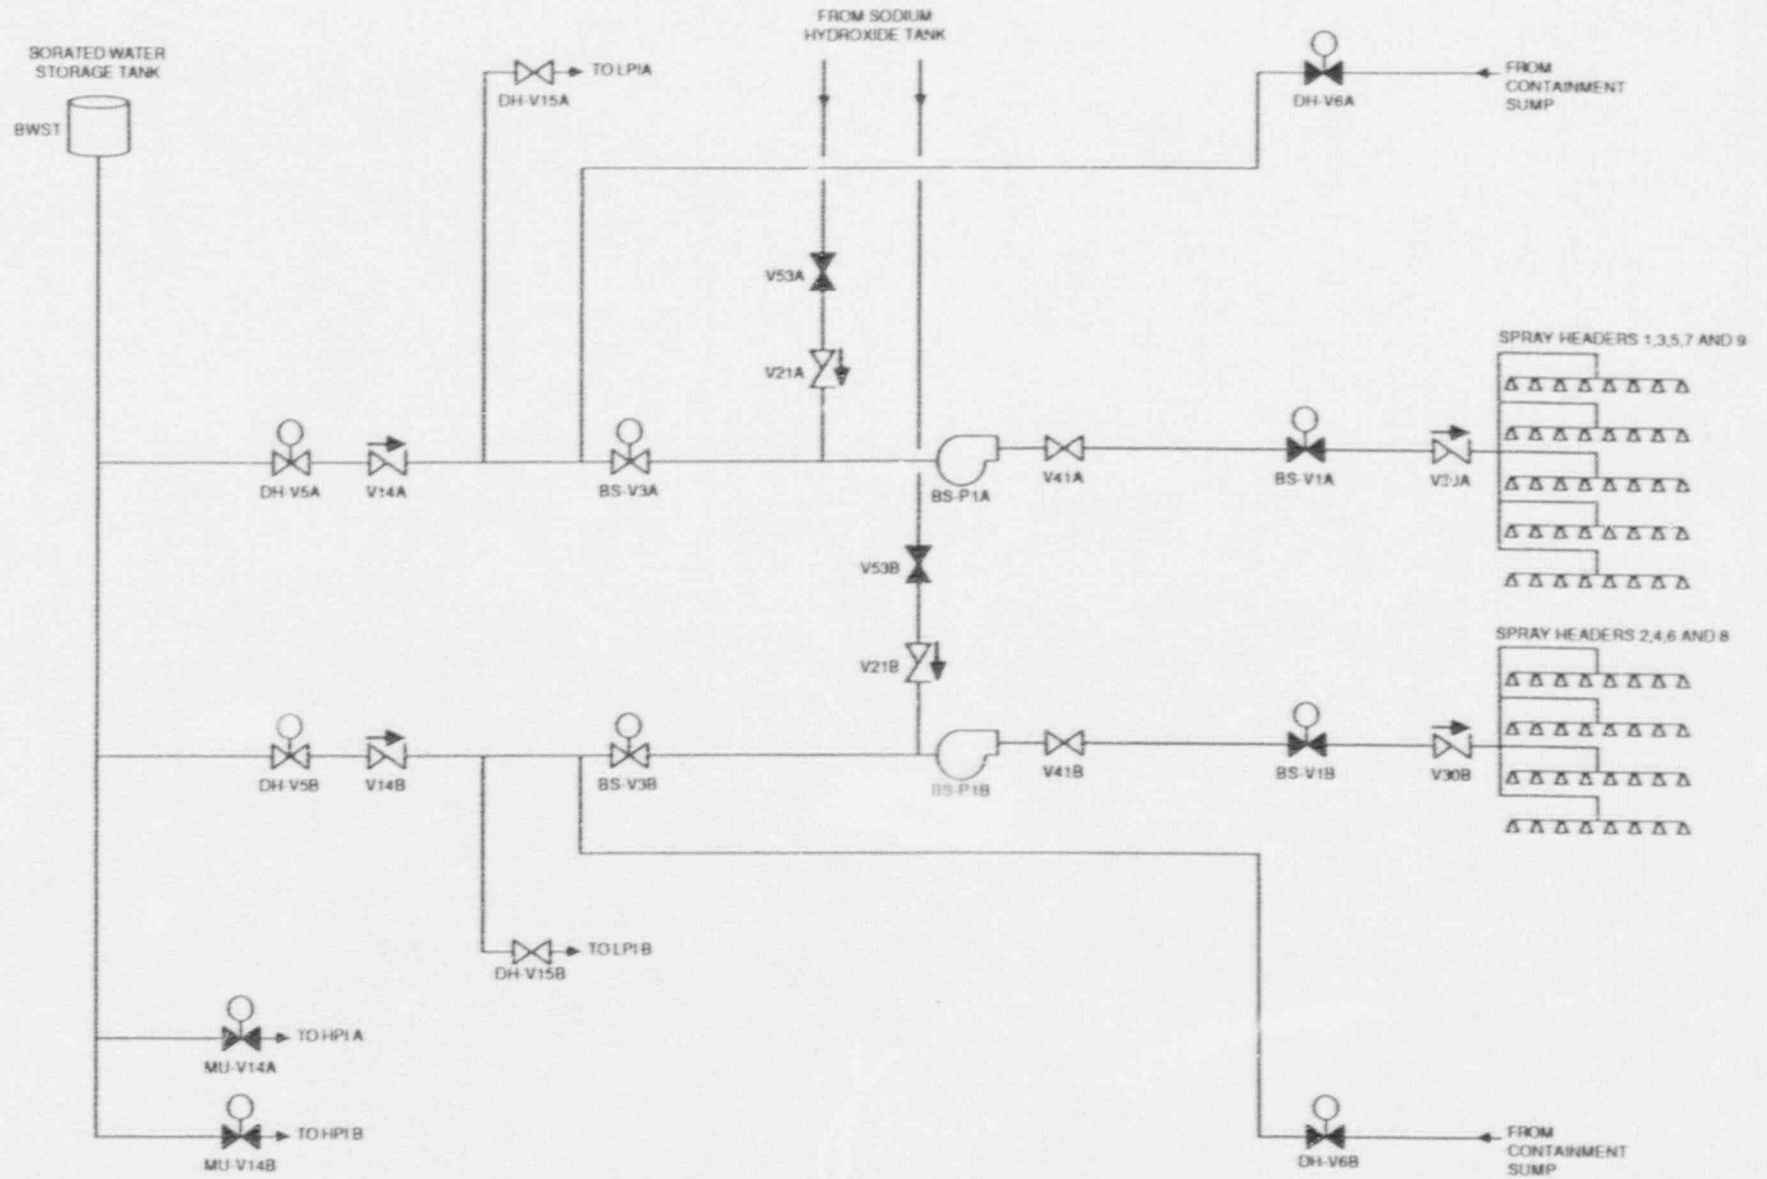 FROM SODIUM
HYDROXIDE TANK
BORATED WATER
STORAGE TANK
BWST
TO LPI A
DH-V15A
DH-V6A
FROM
CONTAINMENT
SUMP
V53A
V21A
SPRAY HEADERS 1,3,5,7 AND 9
DH-V5A
V14A
BS-V3A
BS-P1A
V41A
BS-V1A
V53B
V21B
SPRAY HEADERS 2,4,6 AND 8
DH-V5B
V14B
BS-V3B
BS-P1B
V41B
BS-V1B
V30B
TO LPI B
DH-V15B
TO HPI A
MU-V14A
TO HPI B
MU-V14B
DH-V6B
FROM
CONTAINMENT
SUMP